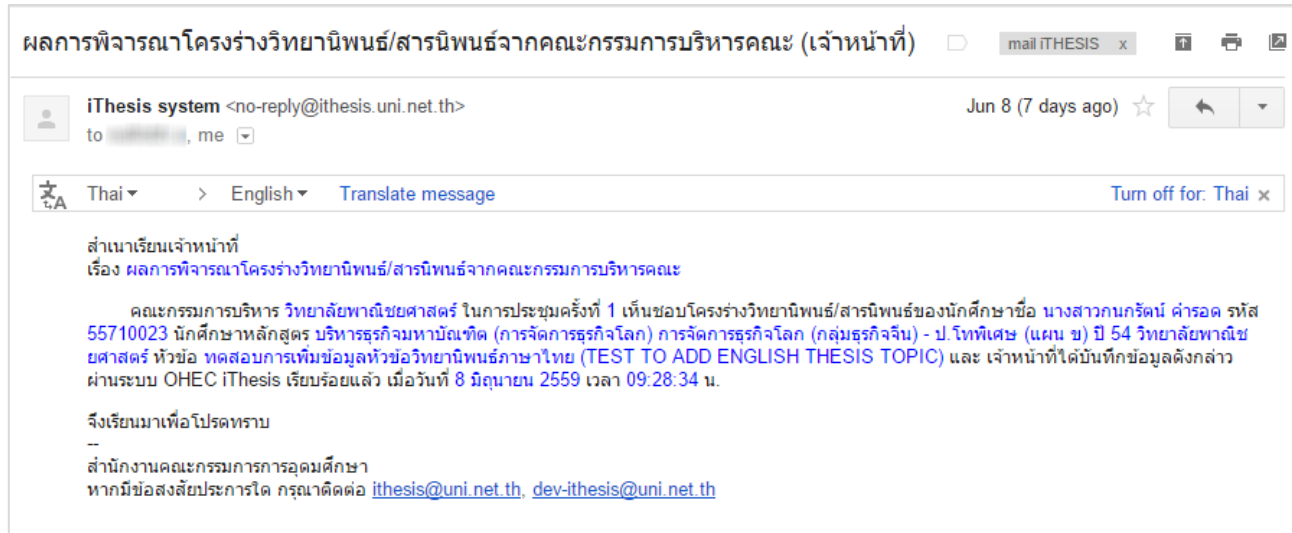 ผลการพิจารณาโครงร่างวิทยานิพนธ์/สารนิพนธ์จากคณะกรรมการบริหารคณะ (เจ้าหน้าที่) mail iTHESIS x
iThesis system <no-reply@ithesis.uni.net.th> Jun 8 (7 days ago)
to , me
Thai > English Translate message Turn off for: Thai x
สำเนาเรียนเจ้าหน้าที่
เรื่อง ผลการพิจารณาโครงร่างวิทยานิพนธ์/สารนิพนธ์จากคณะกรรมการบริหารคณะ
คณะกรรมการบริหาร วิทยาลัยพาณิชยศาสตร์ ในการประชุมครั้งที่ 1 เห็นชอบโครงร่างวิทยานิพนธ์/สารนิพนธ์ของนักศึกษาชื่อ นางสาวกนกรัตน์ ค่ารอด รหัส
55710023 นักศึกษาหลักสูตร บริหารธุรกิจมหาบัณฑิต (การจัดการธุรกิจโลก) การจัดการธุรกิจโลก (กลุ่มธุรกิจจีน) - ป.โทพิเศษ (แผน ข) ปี 54 วิทยาลัยพาณิช
ยศาสตร์ หัวข้อ ทดสอบการเพิ่มข้อมูลหัวข้อวิทยานิพนธ์ภาษาไทย (TEST TO ADD ENGLISH THESIS TOPIC) และ เจ้าหน้าที่ได้บันทึกข้อมูลดังกล่าว
ผ่านระบบ OHEC iThesis เรียบร้อยแล้ว เมื่อวันที่ 8 มิถุนายน 2559 เวลา 09:28:34 น.
จึงเรียนมาเพื่อโปรดทราบ
--
สำนักงานคณะกรรมการการอุดมศึกษา
หากมีข้อสงสัยประการใด กรุณาติดต่อ ithesis@uni.net.th, dev-ithesis@uni.net.th